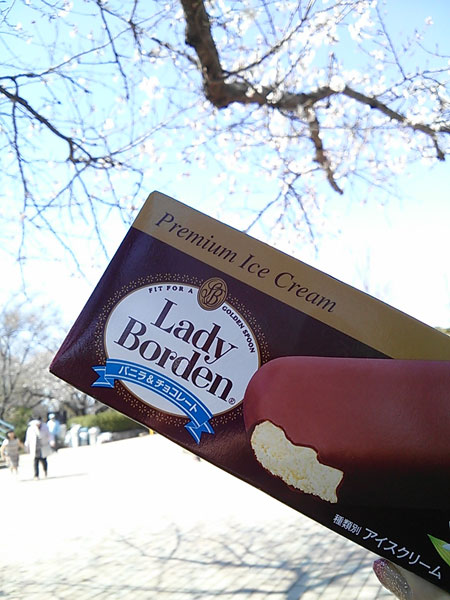 Premium Ice Cream
FIT FOR A GOLDEN SPOON
LB
Lady
Borden®
バニラ&チョコレート
種類別 アイスクリーム